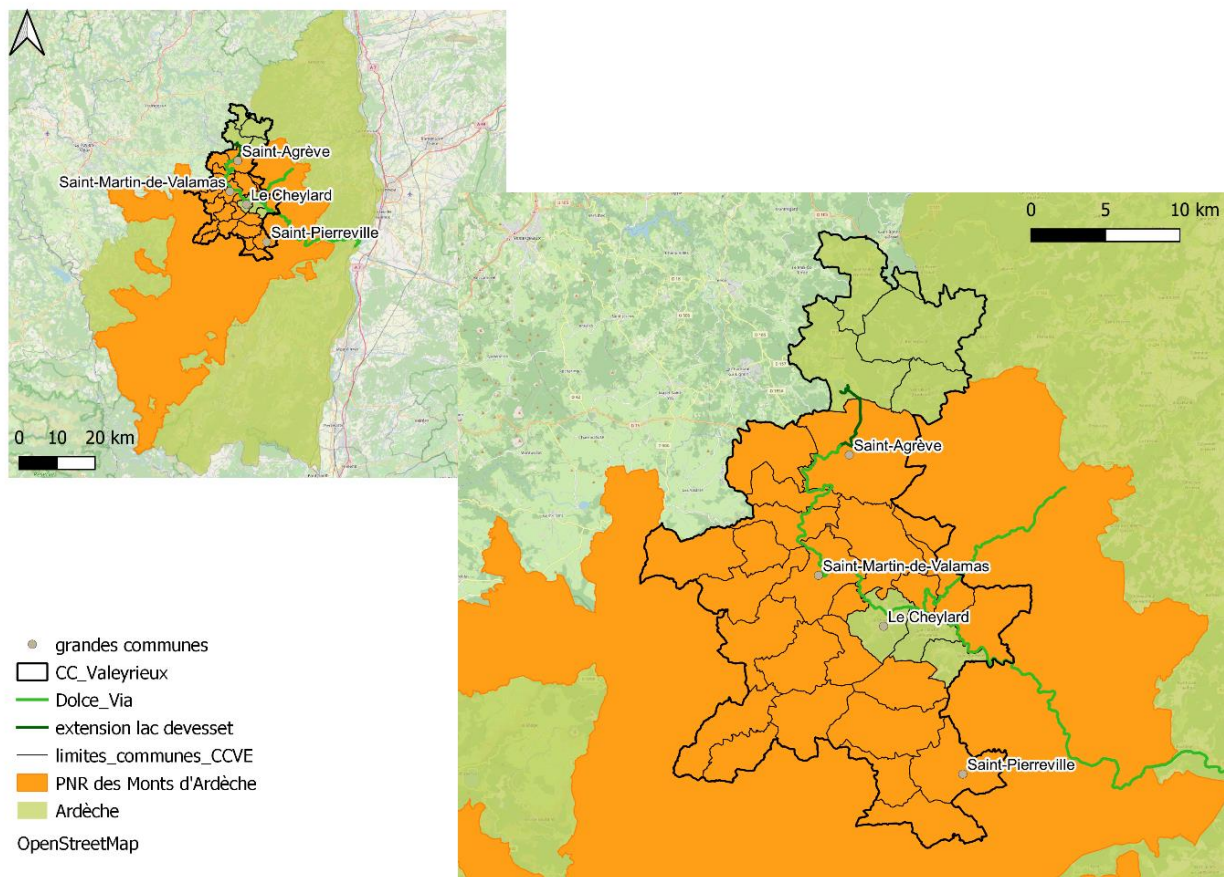 Saint-Agrève
Saint-Martin-de-Valamas
Le Cheylard
Saint-Pierreville
0 10 20 km
0 5 10 km
Saint-Agrève
Saint-Martin-de-Valamas
Le Cheylard
Saint-Pierreville
grandes communes
CC_Valeyrieux
Dolce_Via
extension lac devesset
limites_communes_CCVE
PNR des Monts d'Ardèche
Ardèche
OpenStreetMap